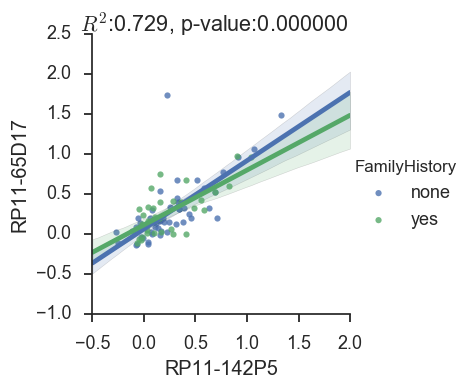 R²:0.729, p-value:0.000000
2.5
2.0
1.5
1.0
0.5
0.0
−0.5
−1.0
RP11-65D17
FamilyHistory
none
yes
−0.5 0.0 0.5 1.0 1.5 2.0
RP11-142P5